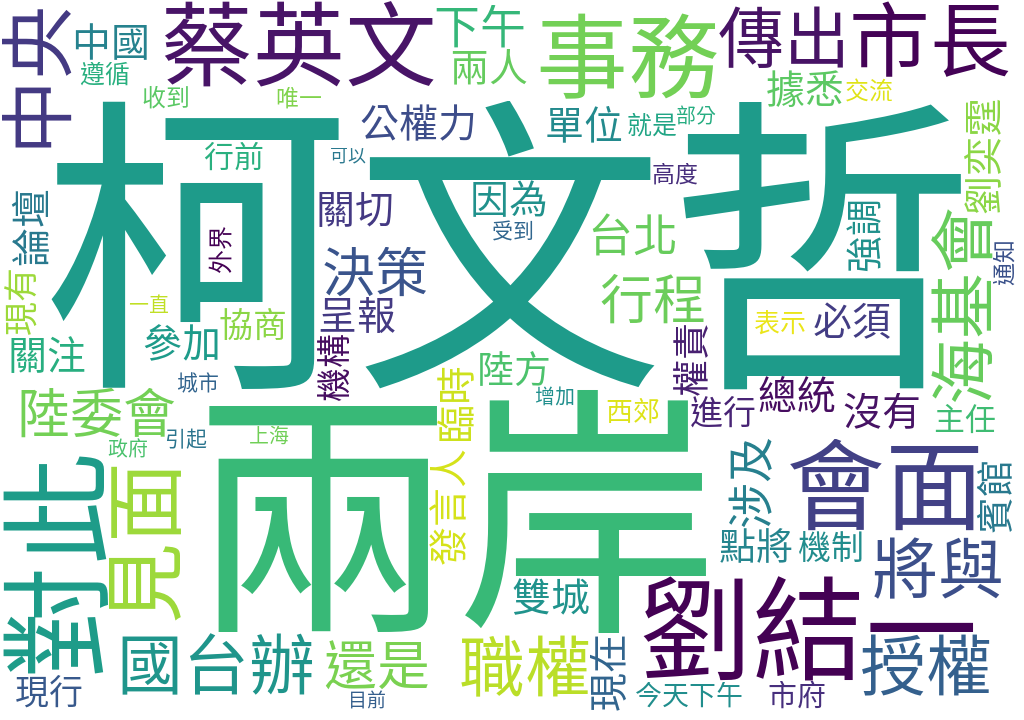 中央
中國
遵循
蔡英文
下午
兩人
事務
傳出
市長
據悉
交流
收到
唯一
公權力
單位
就是
部分
劉奕霆
行前
可以
高度
柯文哲
論壇
外界
關切
因為
受到
台北
強調
海基會
通知
現有
一直
決策
行程
關注
參加
協商
呈報
表示
必須
城市
機構
陸方
權責
陸委會
臨時
增加
西郊
進行
總統
沒有
主任
政府
引起
上海
兩岸
對此
見面
發言人
涉及
會面
賓館
點將
機制
將與
雙城
劉結一
國台辦
還是
職權
現在
授權
現行
目前
今天下午
市府